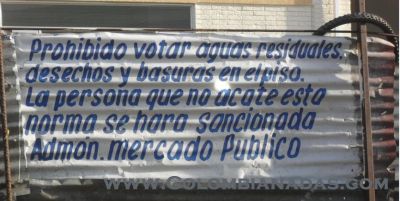 Prohibido votar aguas residuales,
desechos y basuras en el piso.
La persona que no acate esta
norma se hara sancionada
Admón. mercado Publico
www.Colombianadas.com